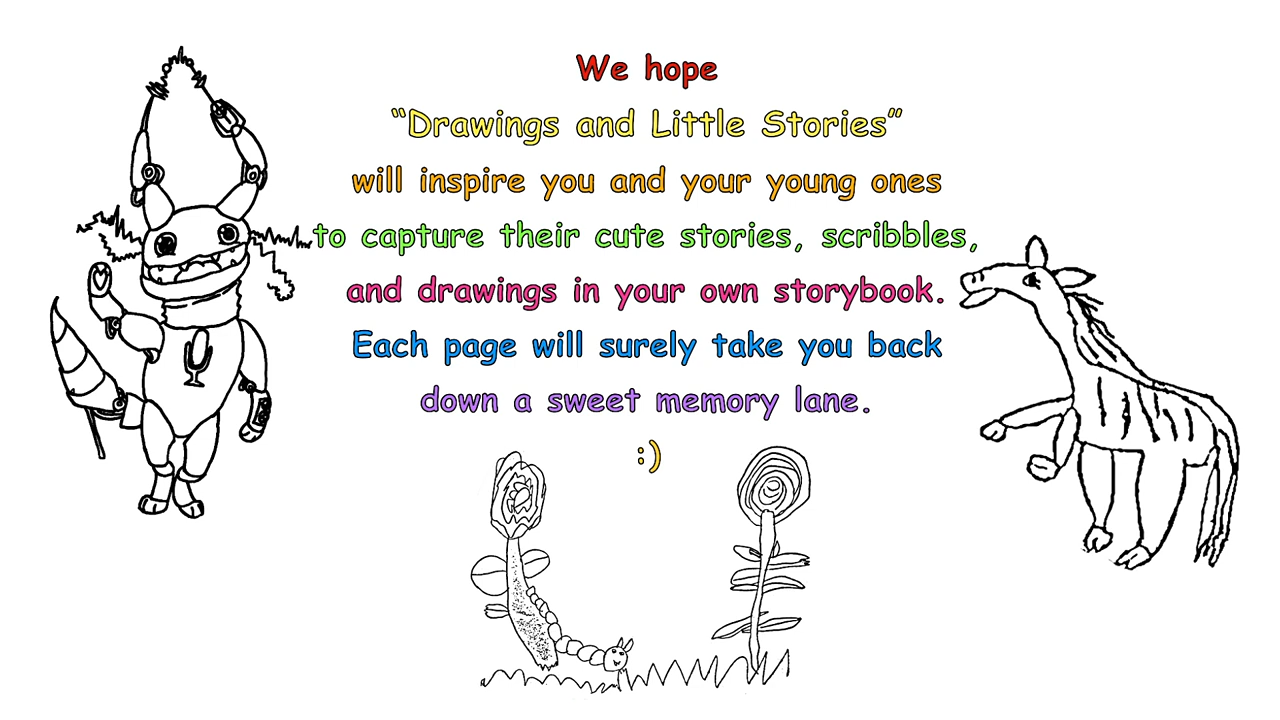 We hope
“Drawings and Little Stories”
will inspire you and your young ones
to capture their cute stories, scribbles,
and drawings in your own storybook.
Each page will surely take you back
down a sweet memory lane.
:)